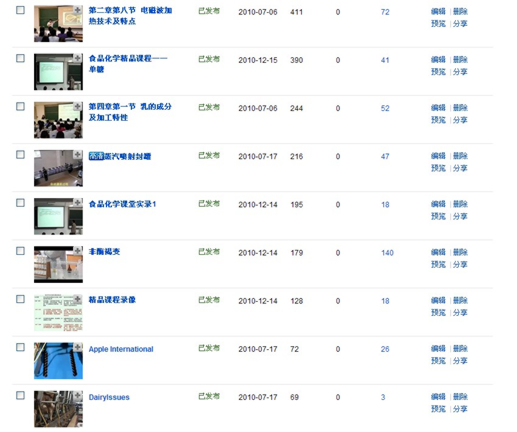 第二章第八节 电磁波加
热技术及特点
已发布 2010-07-06 411 0 72 编辑 | 删除
预览 | 分享
食品化学精品课程——
单糖
已发布 2010-12-15 390 0 41 编辑 | 删除
预览 | 分享
第四章第一节 乳的成分
及加工特性
已发布 2010-07-06 244 0 52 编辑 | 删除
预览 | 分享
蒸汽喷射封罐 已发布 2010-07-17 216 0 47 编辑 | 删除
预览 | 分享
食品化学课堂实录1 已发布 2010-12-14 195 0 18 编辑 | 删除
预览 | 分享
非酶褐变 已发布 2010-12-14 179 0 140 编辑 | 删除
预览 | 分享
精品课程录像 已发布 2010-12-14 128 0 18 编辑 | 删除
预览 | 分享
Apple International 已发布 2010-07-17 72 0 26 编辑 | 删除
预览 | 分享
DairyIssues 已发布 2010-07-17 69 0 3 编辑 | 删除
预览 | 分享